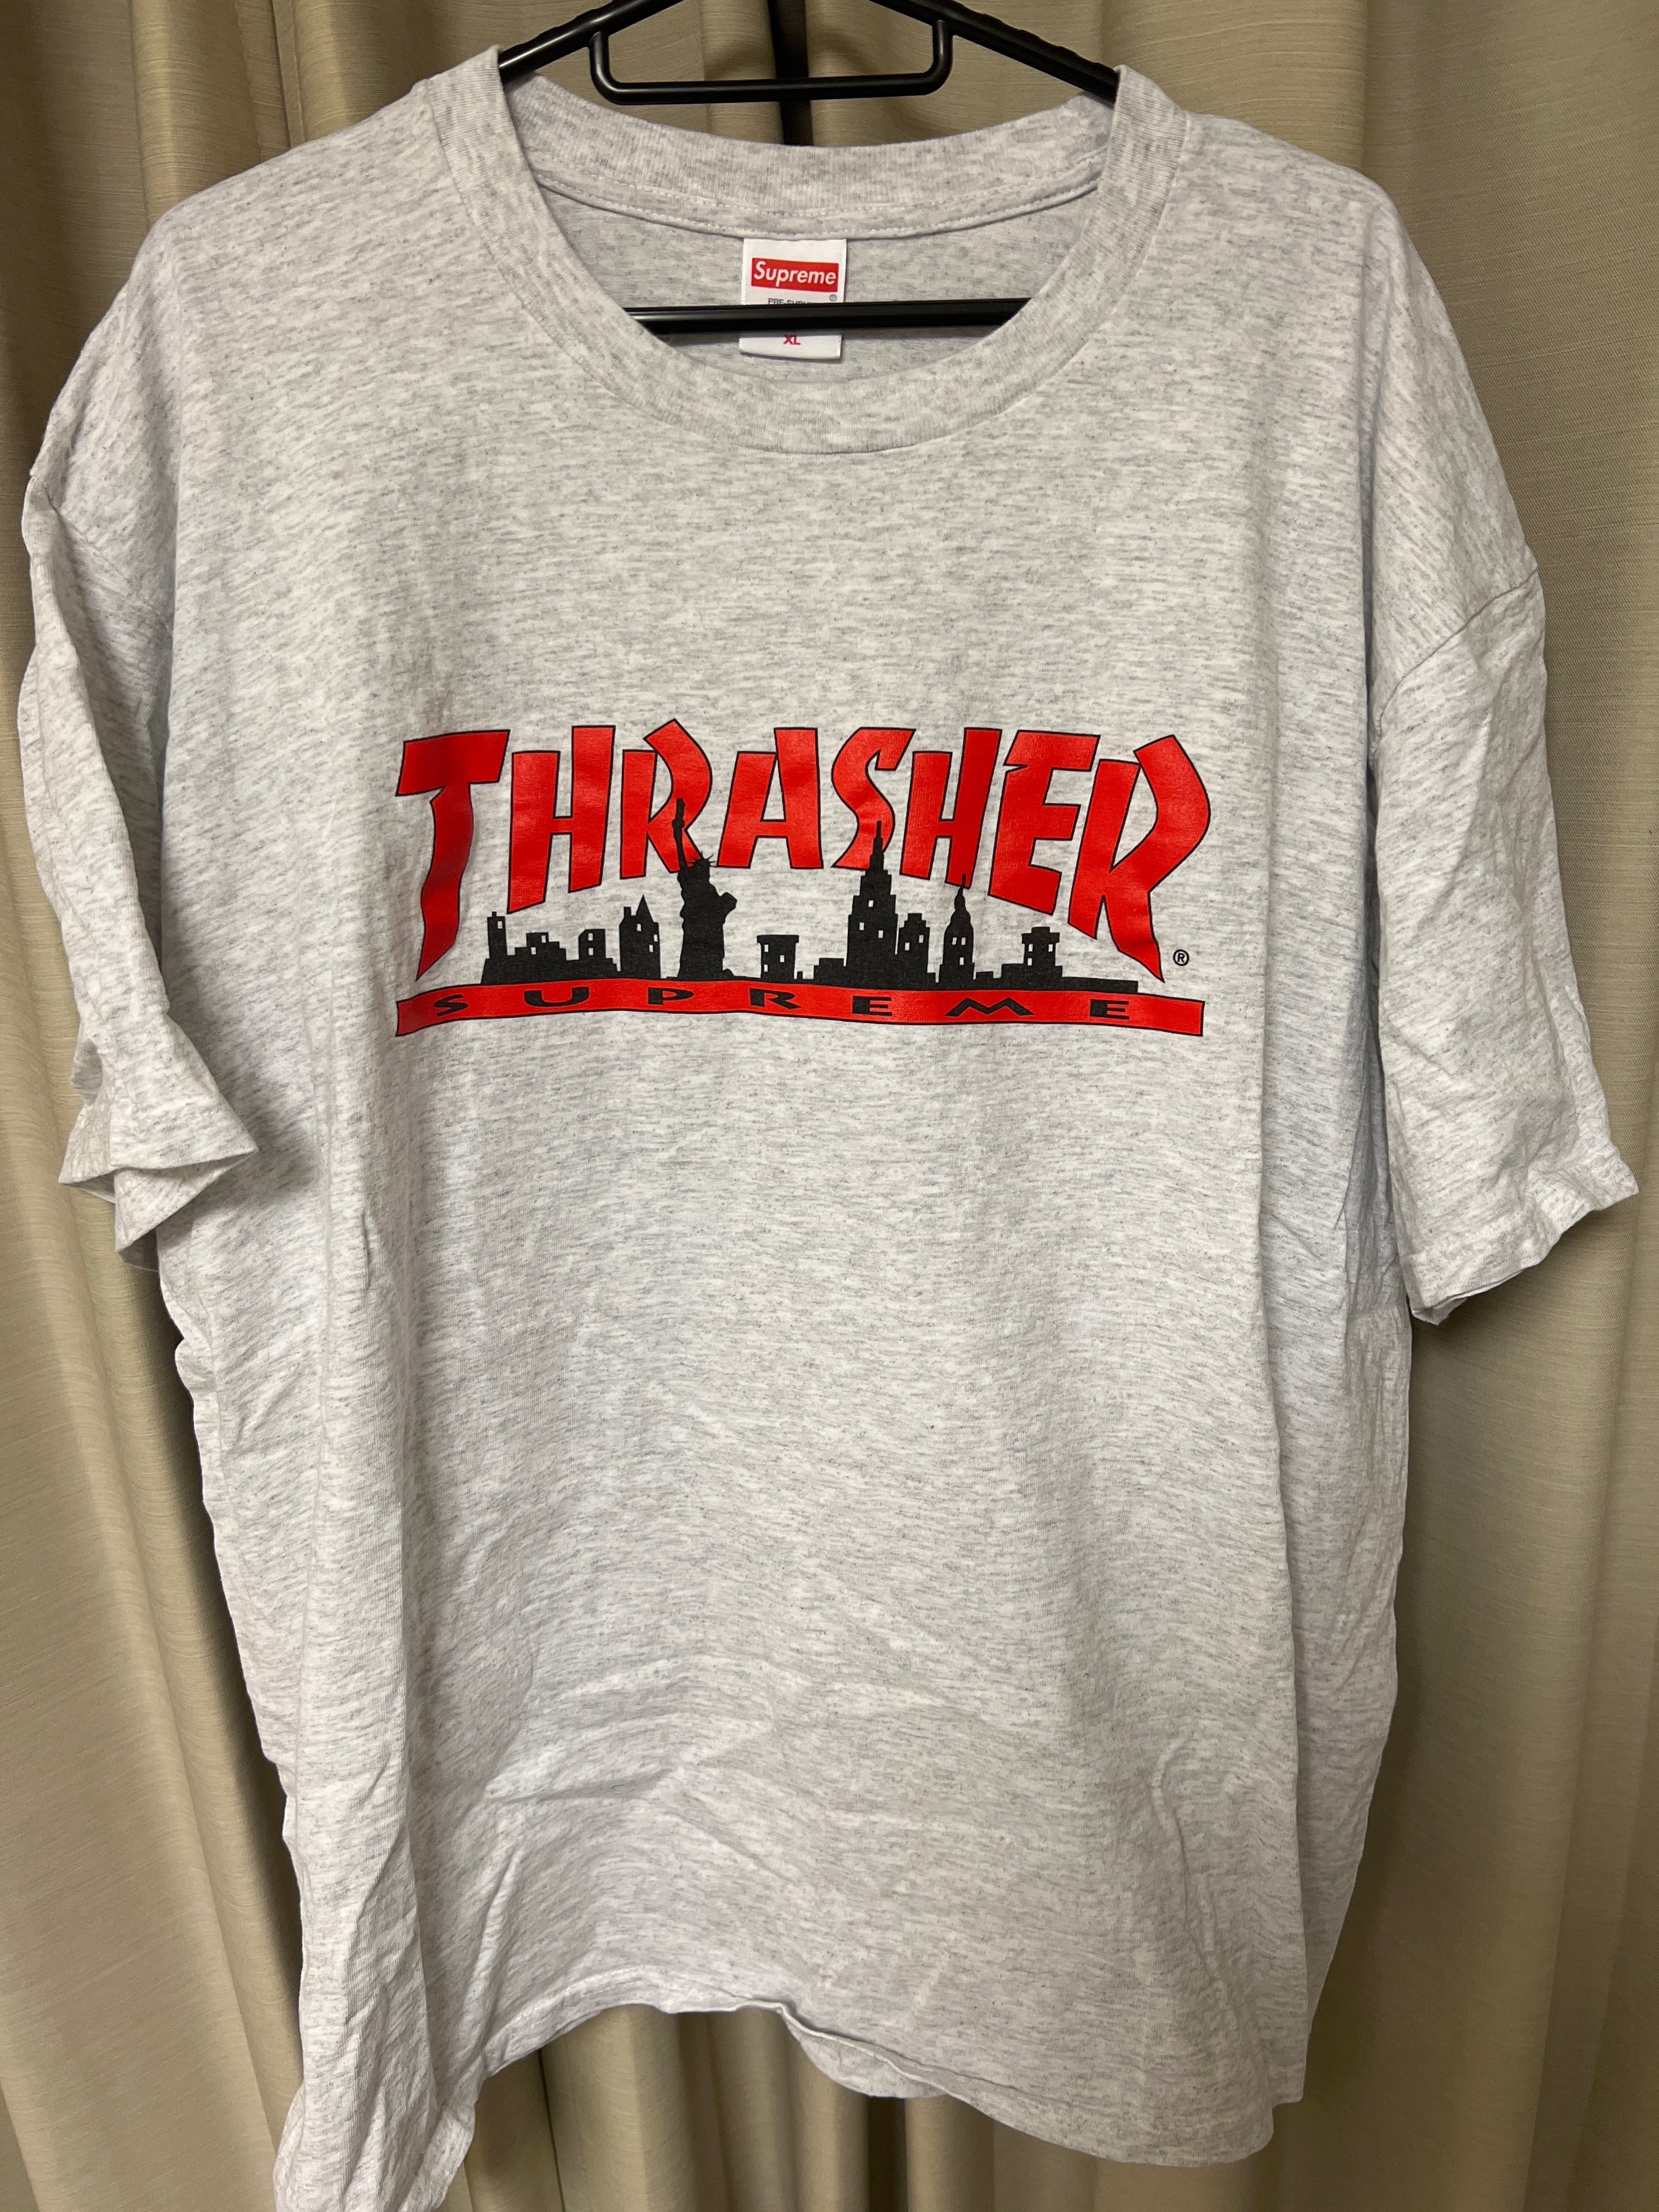 Supreme
®
XL
THRASHER
®
SUPREME